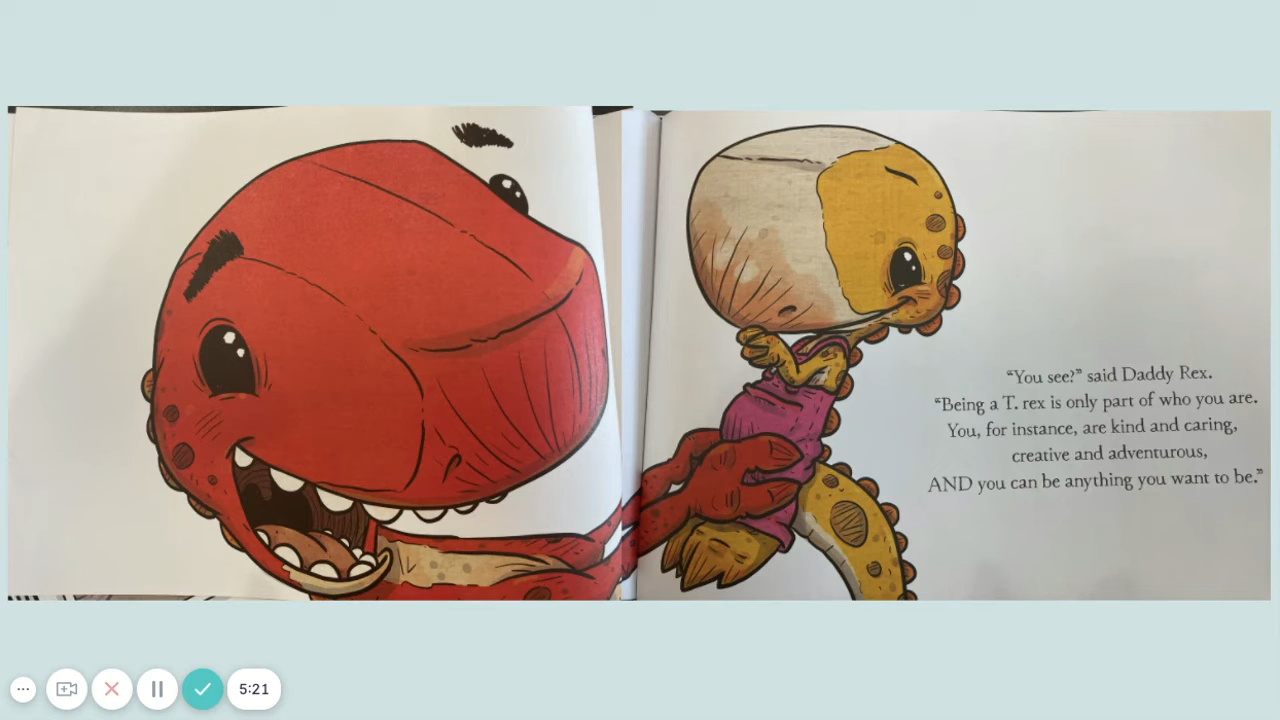 “You see?” said Daddy Rex.
“Being a T. rex is only part of who you are.
You, for instance, are kind and caring,
creative and adventurous,
AND you can be anything you want to be.”
5:21